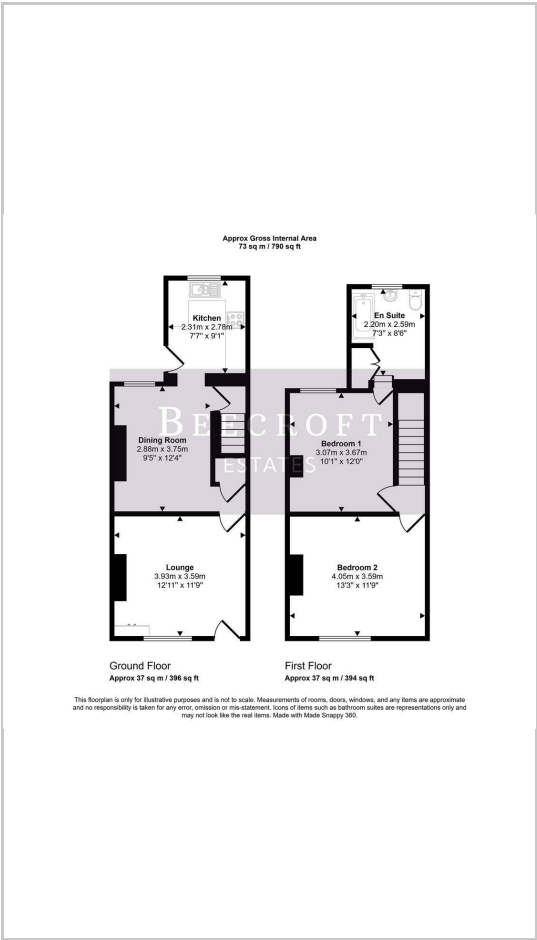 Approx Gross Internal Area
73 sq m / 790 sq ft
Kitchen
2.31m x 2.78m
7'7" x 9'1"
En Suite
2.20m x 2.59m
7'3" x 8'6"
BEECROFT
ESTATES
Dining Room
2.88m x 3.75m
9'5" x 12'4"
Bedroom 1
3.07m x 3.67m
10'1" x 12'0"
Lounge
3.93m x 3.59m
12'11" x 11'9"
Bedroom 2
4.05m x 3.59m
13'3" x 11'9"
Ground Floor
Approx 37 sq m / 396 sq ft
First Floor
Approx 37 sq m / 394 sq ft
This floorplan is only for illustrative purposes and is not to scale. Measurements of rooms, doors, windows, and any items are approximate
and no responsibility is taken for any error, omission or mis-statement. Icons of items such as bathroom suites are representations only and
may not look like the real items. Made with Made Snappy 360.